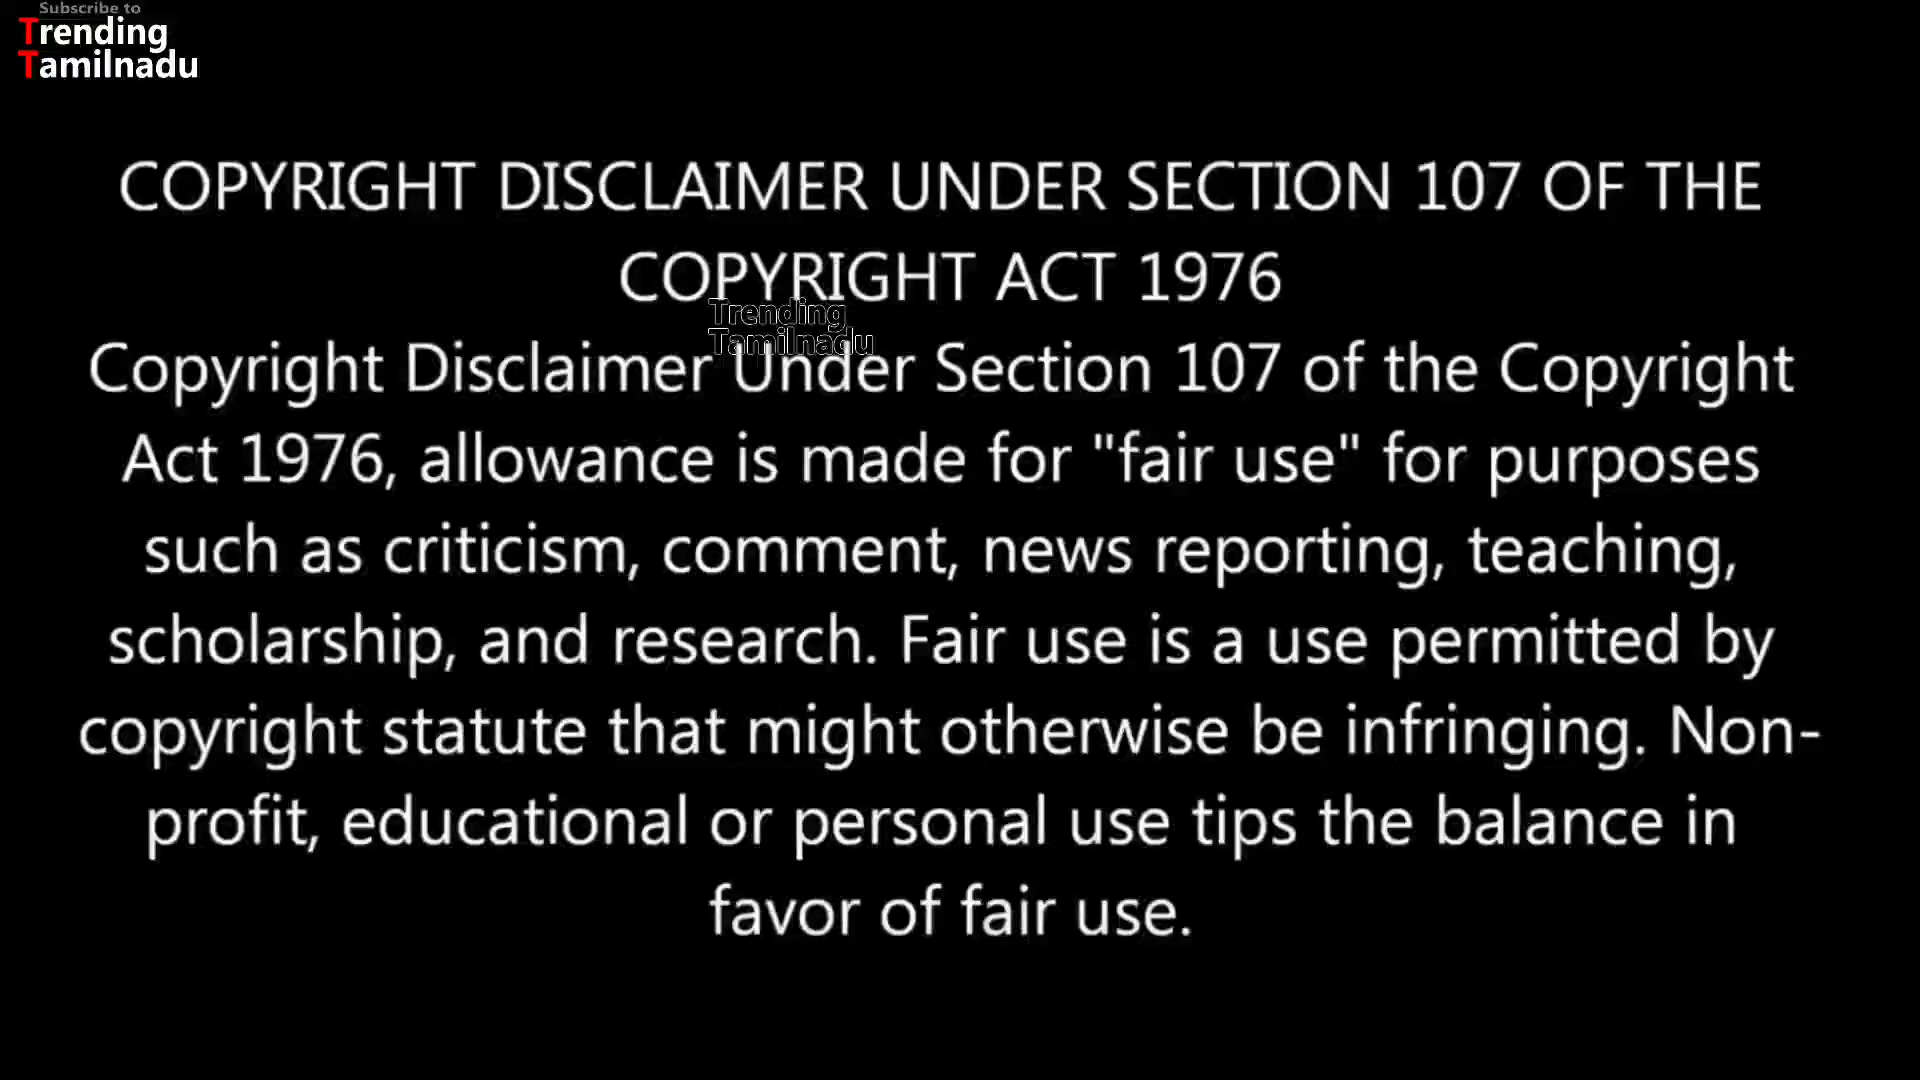 Subscribe to
Trending
Tamilnadu
COPYRIGHT DISCLAIMER UNDER SECTION 107 OF THE
COPYRIGHT ACT 1976
Trending
Tamilnadu
Copyright Disclaimer Under Section 107 of the Copyright
Act 1976, allowance is made for "fair use" for purposes
such as criticism, comment, news reporting, teaching,
scholarship, and research. Fair use is a use permitted by
copyright statute that might otherwise be infringing. Non-
profit, educational or personal use tips the balance in
favor of fair use.